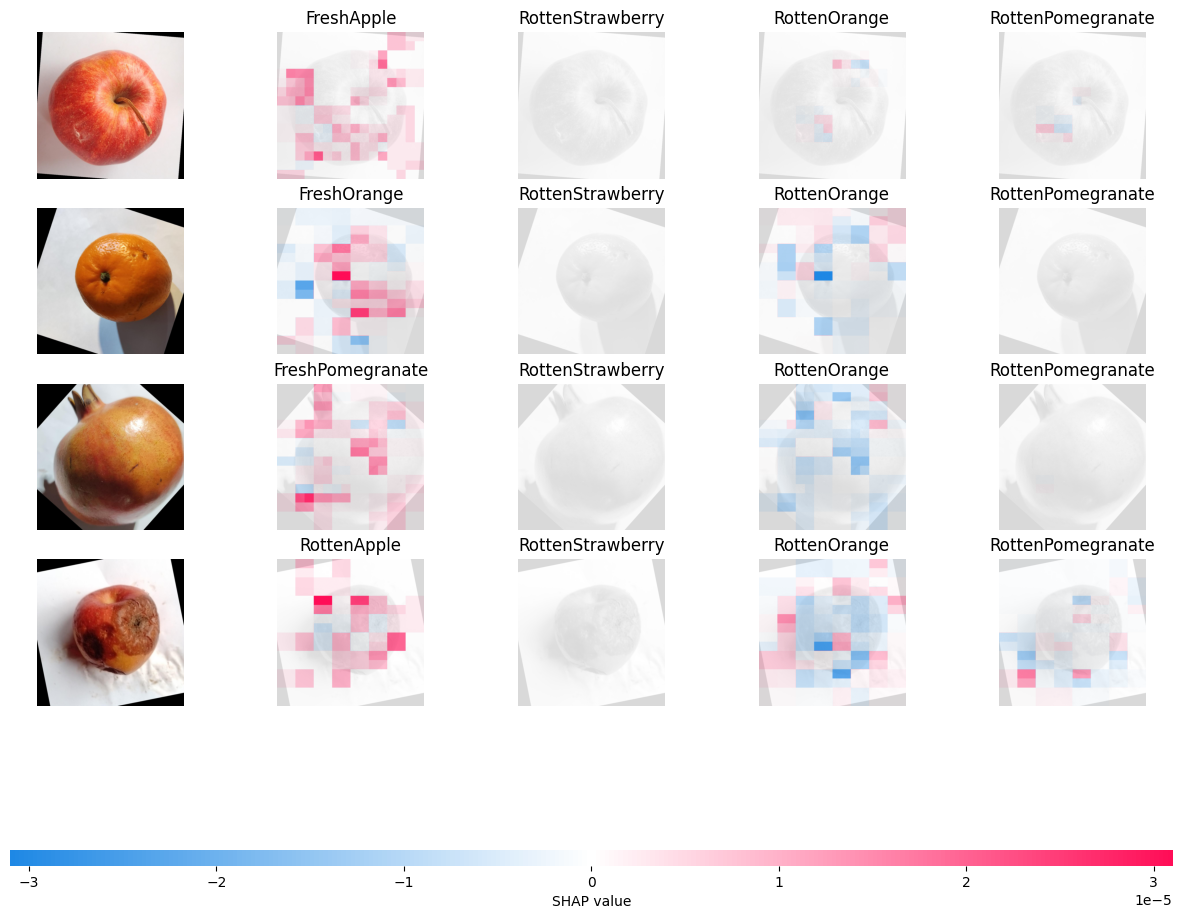 FreshApple RottenStrawberry RottenOrange RottenPomegranate
FreshOrange RottenStrawberry RottenOrange RottenPomegranate
FreshPomegranate RottenStrawberry RottenOrange RottenPomegranate
RottenApple RottenStrawberry RottenOrange RottenPomegranate
−3 −2 −1 0 1 2 3
SHAP value 1e−5